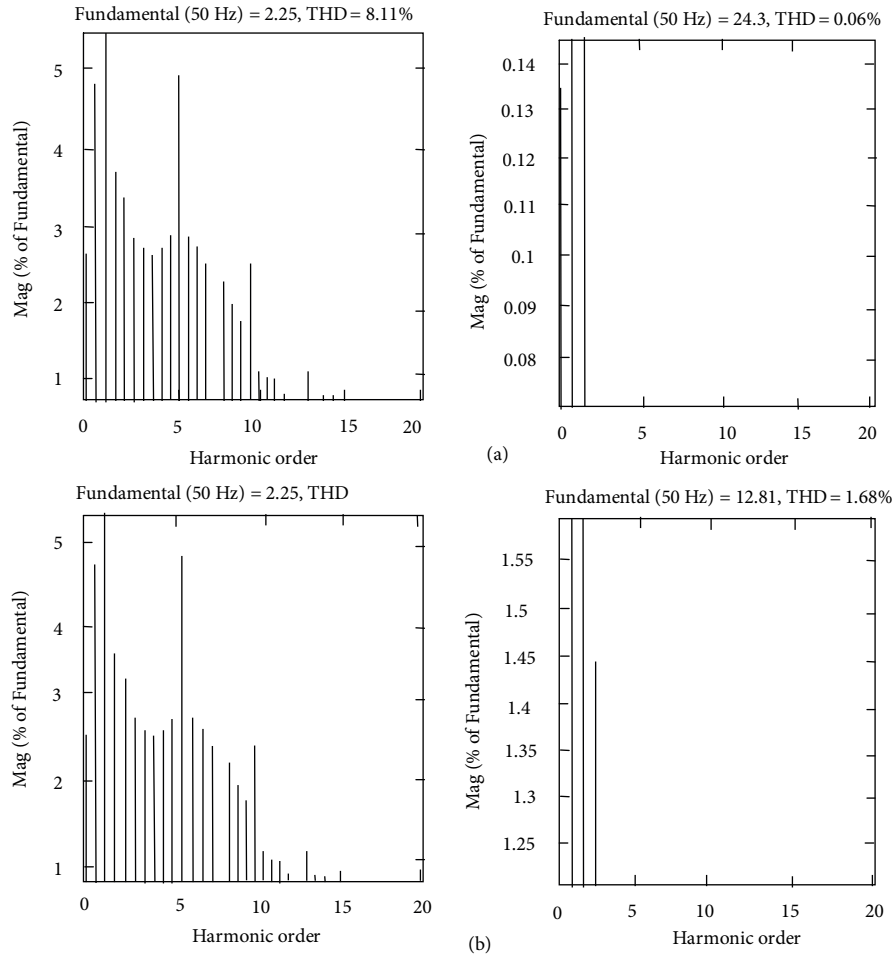 Fundamental (50 Hz) = 2.25, THD = 8.11%
Mag (% of Fundamental)
5
4
3
2
1
0 5 10 15 20
Harmonic order
Fundamental (50 Hz) = 24.3, THD = 0.06%
Mag (% of Fundamental)
0.14
0.13
0.12
0.11
0.1
0.09
0.08
0 5 10 15 20
Harmonic order
(a)
Fundamental (50 Hz) = 2.25, THD
Mag (% of Fundamental)
5
4
3
2
1
0 5 10 15 20
Harmonic order
Fundamental (50 Hz) = 12.81, THD = 1.68%
Mag (% of Fundamental)
1.55
1.5
1.45
1.4
1.35
1.3
1.25
0 5 10 15 20
Harmonic order
(b)